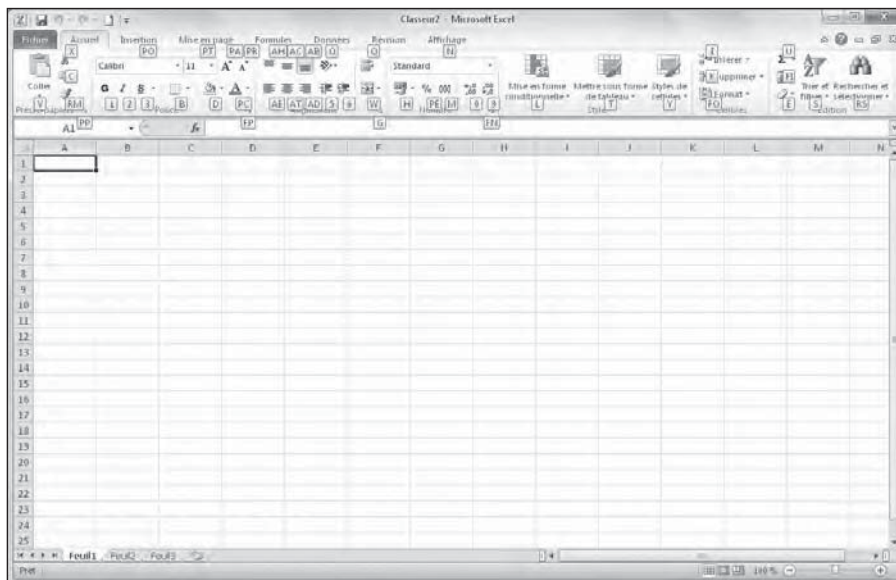 Classeur2 - Microsoft Excel
Fichier Accueil Insertion Mise en page Formules Données Révision Affichage
X PO PT PA PR AH AC AB O Q N I U
Calibri 11 A A Standard
Insérer
Supprimer
Format
Coller
G I S A % 000
Mise en forme conditionnelle
Mettre sous forme de tableau
Styles de cellules
Trier et filtrer
Rechercher et sélectionner
V RM 1 2 3 B D PC AE AT AD 5 6 W H PE M 0 9 L T Y FO E S RS
Style
A1 PP fx FP G FN
A B C D E F G H I J K L M N
1
2
3
4
5
6
7
8
9
10
11
12
13
14
15
16
17
18
19
20
21
22
23
24
25
Feuil1 Feuil2 Feuil3
Prêt 100 %